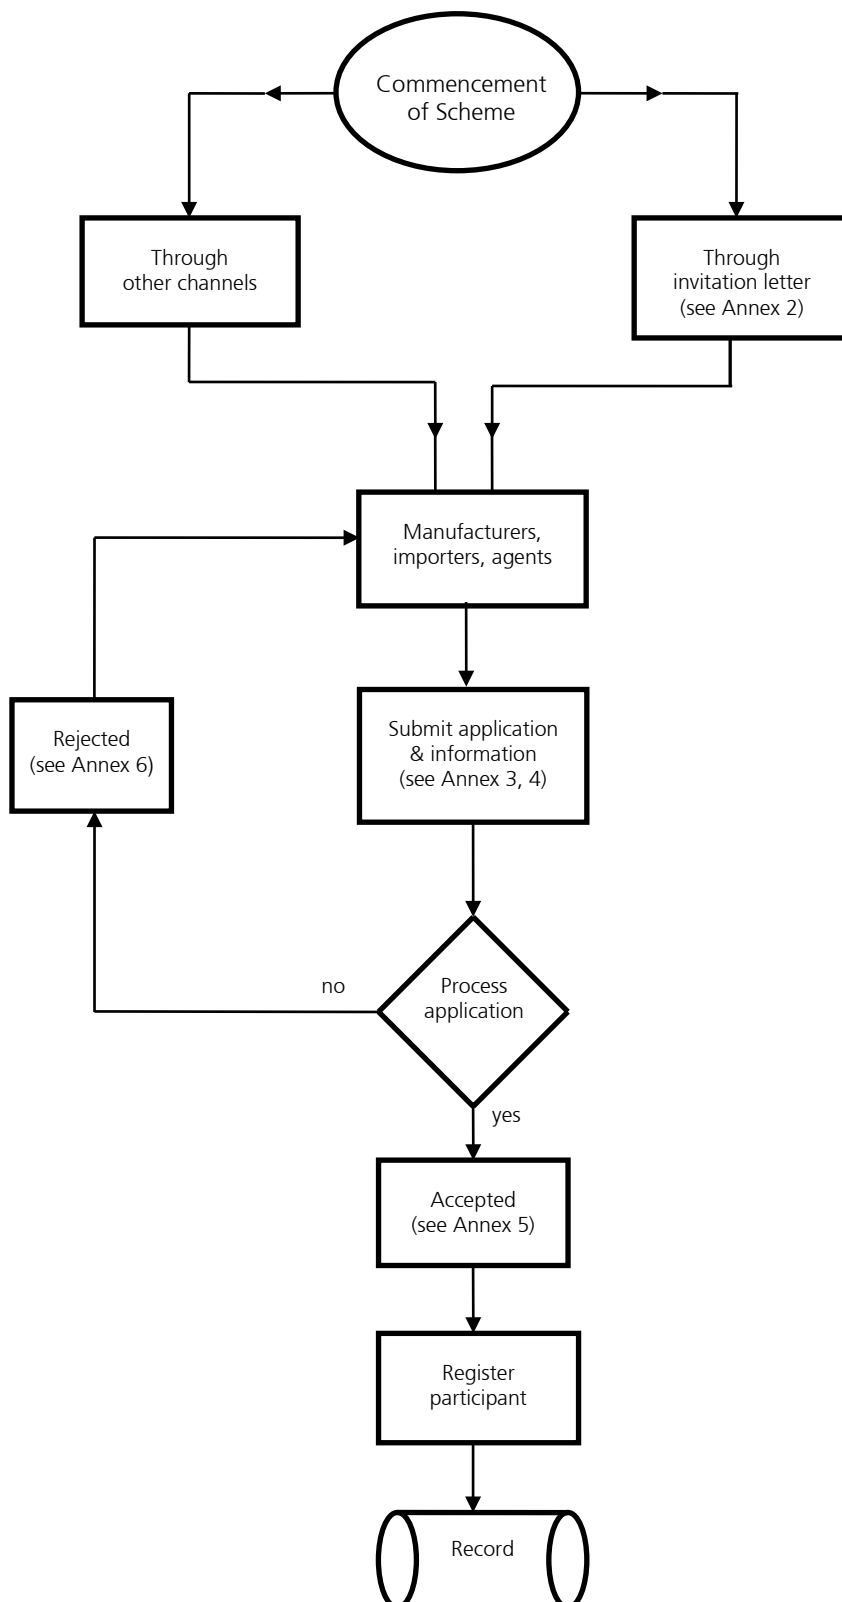 Commencement
of Scheme
Through
other channels
Through
invitation letter
(see Annex 2)
Manufacturers,
importers, agents
Rejected
(see Annex 6)
Submit application
& information
(see Annex 3, 4)
no
Process
application
yes
Accepted
(see Annex 5)
Register
participant
Record